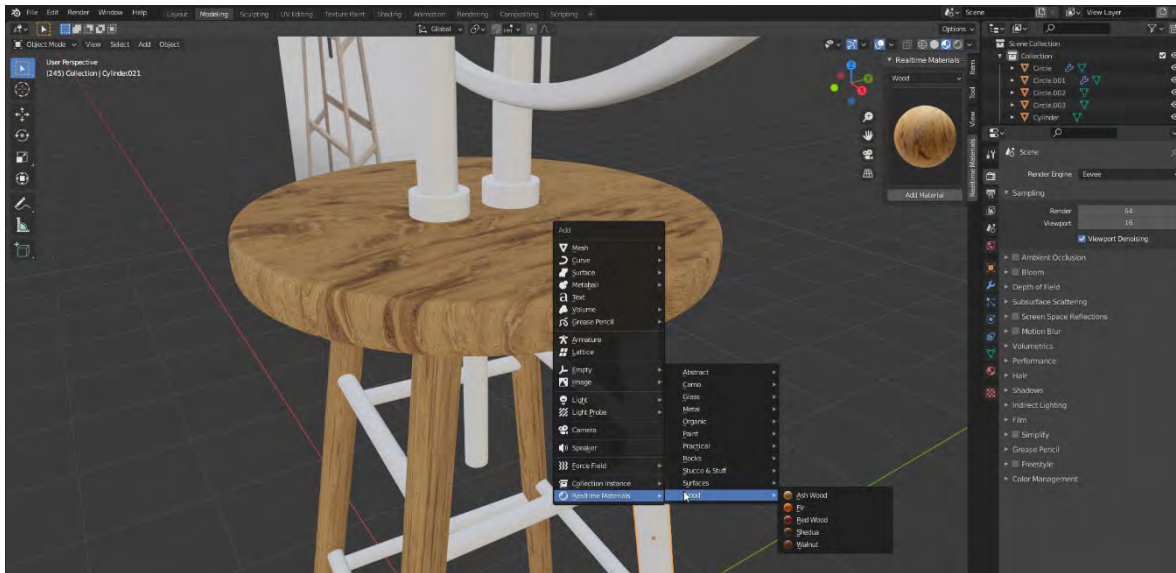 File Edit Render Window Help Layout Modeling Sculpting UV Editing Texture Paint Shading Animation Rendering Compositing Scripting + Scene View Layer
Global Options
Object Mode View Select Add Object
User Perspective
(245) Collection | Cylinder.021
Realtime Materials
Wood
Add Material
Item
Tool
View
Realtime Materials
Scene Collection
Collection
Circle
Circle.001
Circle.002
Circle.003
Cylinder
Scene
Render Engine Eevee
Sampling
Render 64
Viewport 16
Viewport Denoising
Ambient Occlusion
Bloom
Depth of Field
Subsurface Scattering
Screen Space Reflections
Motion Blur
Volumetrics
Performance
Hair
Shadows
Indirect Lighting
Film
Simplify
Grease Pencil
Freestyle
Color Management
Add
Mesh
Curve
Surface
Metaball
Text
Volume
Grease Pencil
Armature
Lattice
Empty
Image
Light
Light Probe
Camera
Speaker
Force Field
Collection Instance
Realtime Materials
Abstract
Camo
Glass
Metal
Organic
Paint
Practical
Rocks
Stucco & Stuff
Surfaces
Wood
Ash Wood
Fir
Red Wood
Shedua
Walnut